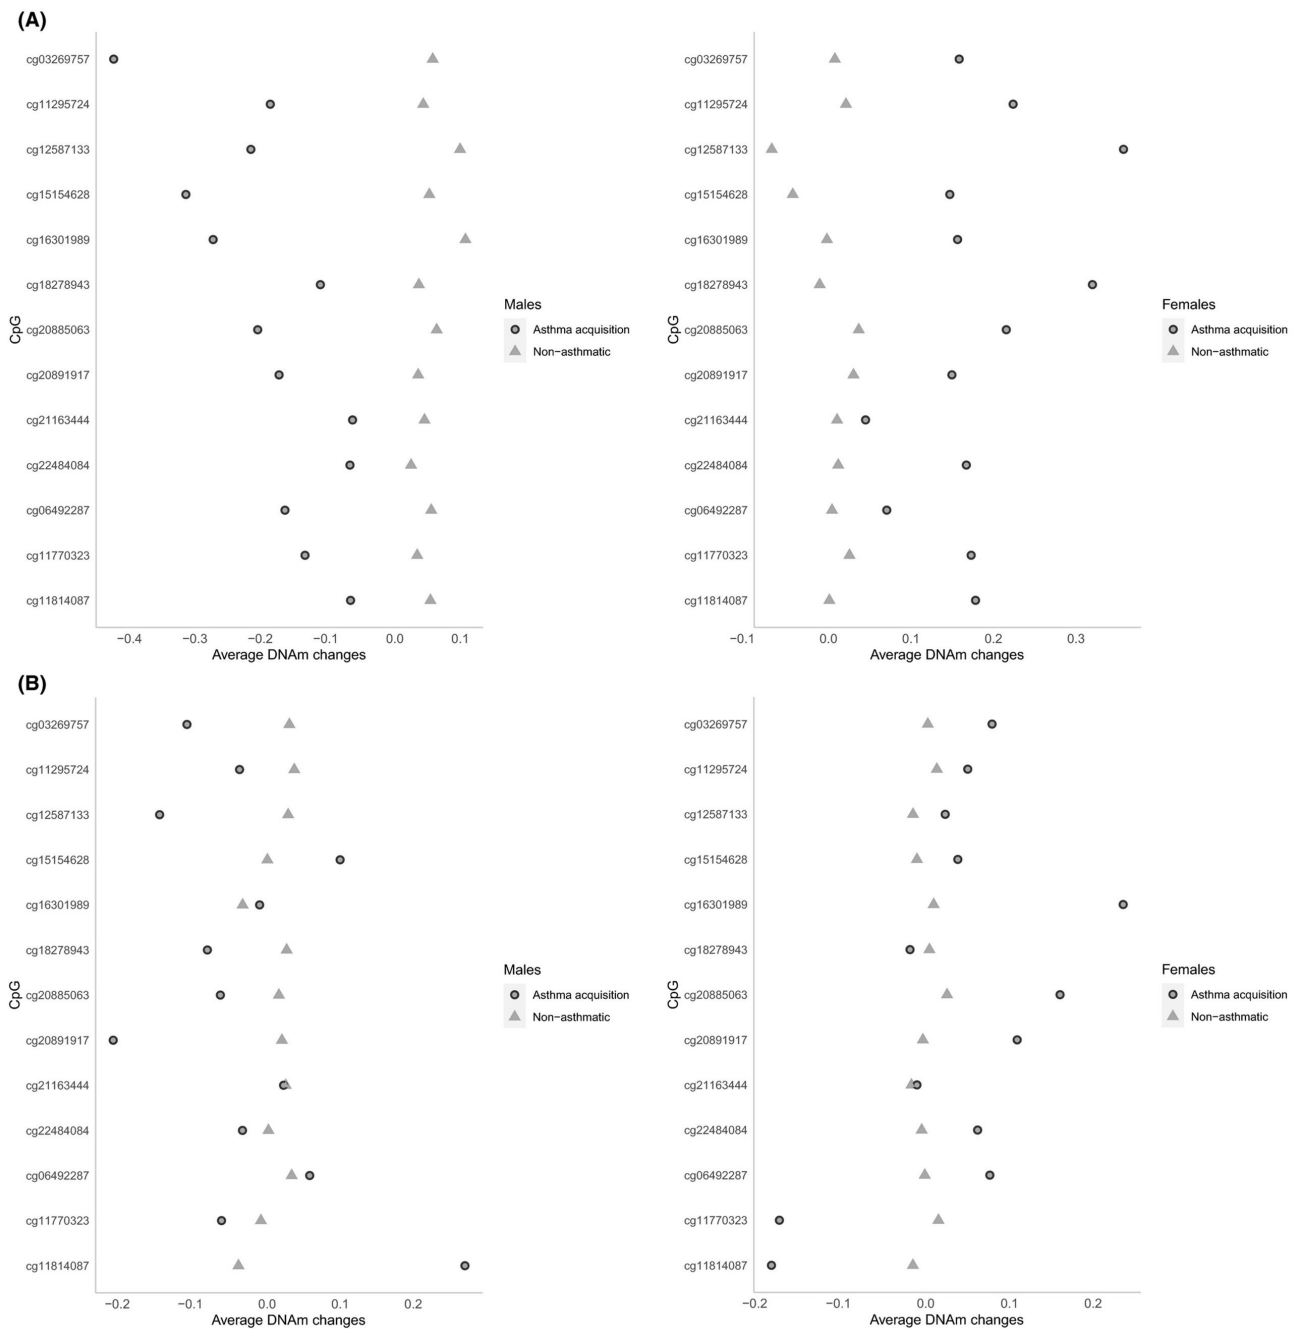 (A)
cg03269757
cg11295724
cg12587133
cg15154628
cg16301989
cg18278943
cg20885063
cg20891917
cg21163444
cg22484084
cg06492287
cg11770323
cg11814087
CpG
−0.4 −0.3 −0.2 −0.1 0.0 0.1
Average DNAm changes
Males
Asthma acquisition
Non−asthmatic
cg03269757
cg11295724
cg12587133
cg15154628
cg16301989
cg18278943
cg20885063
cg20891917
cg21163444
cg22484084
cg06492287
cg11770323
cg11814087
CpG
−0.1 0.0 0.1 0.2 0.3
Average DNAm changes
Females
Asthma acquisition
Non−asthmatic
(B)
cg03269757
cg11295724
cg12587133
cg15154628
cg16301989
cg18278943
cg20885063
cg20891917
cg21163444
cg22484084
cg06492287
cg11770323
cg11814087
CpG
−0.2 −0.1 0.0 0.1 0.2
Average DNAm changes
Males
Asthma acquisition
Non−asthmatic
cg03269757
cg11295724
cg12587133
cg15154628
cg16301989
cg18278943
cg20885063
cg20891917
cg21163444
cg22484084
cg06492287
cg11770323
cg11814087
CpG
−0.2 −0.1 0.0 0.1 0.2
Average DNAm changes
Females
Asthma acquisition
Non−asthmatic